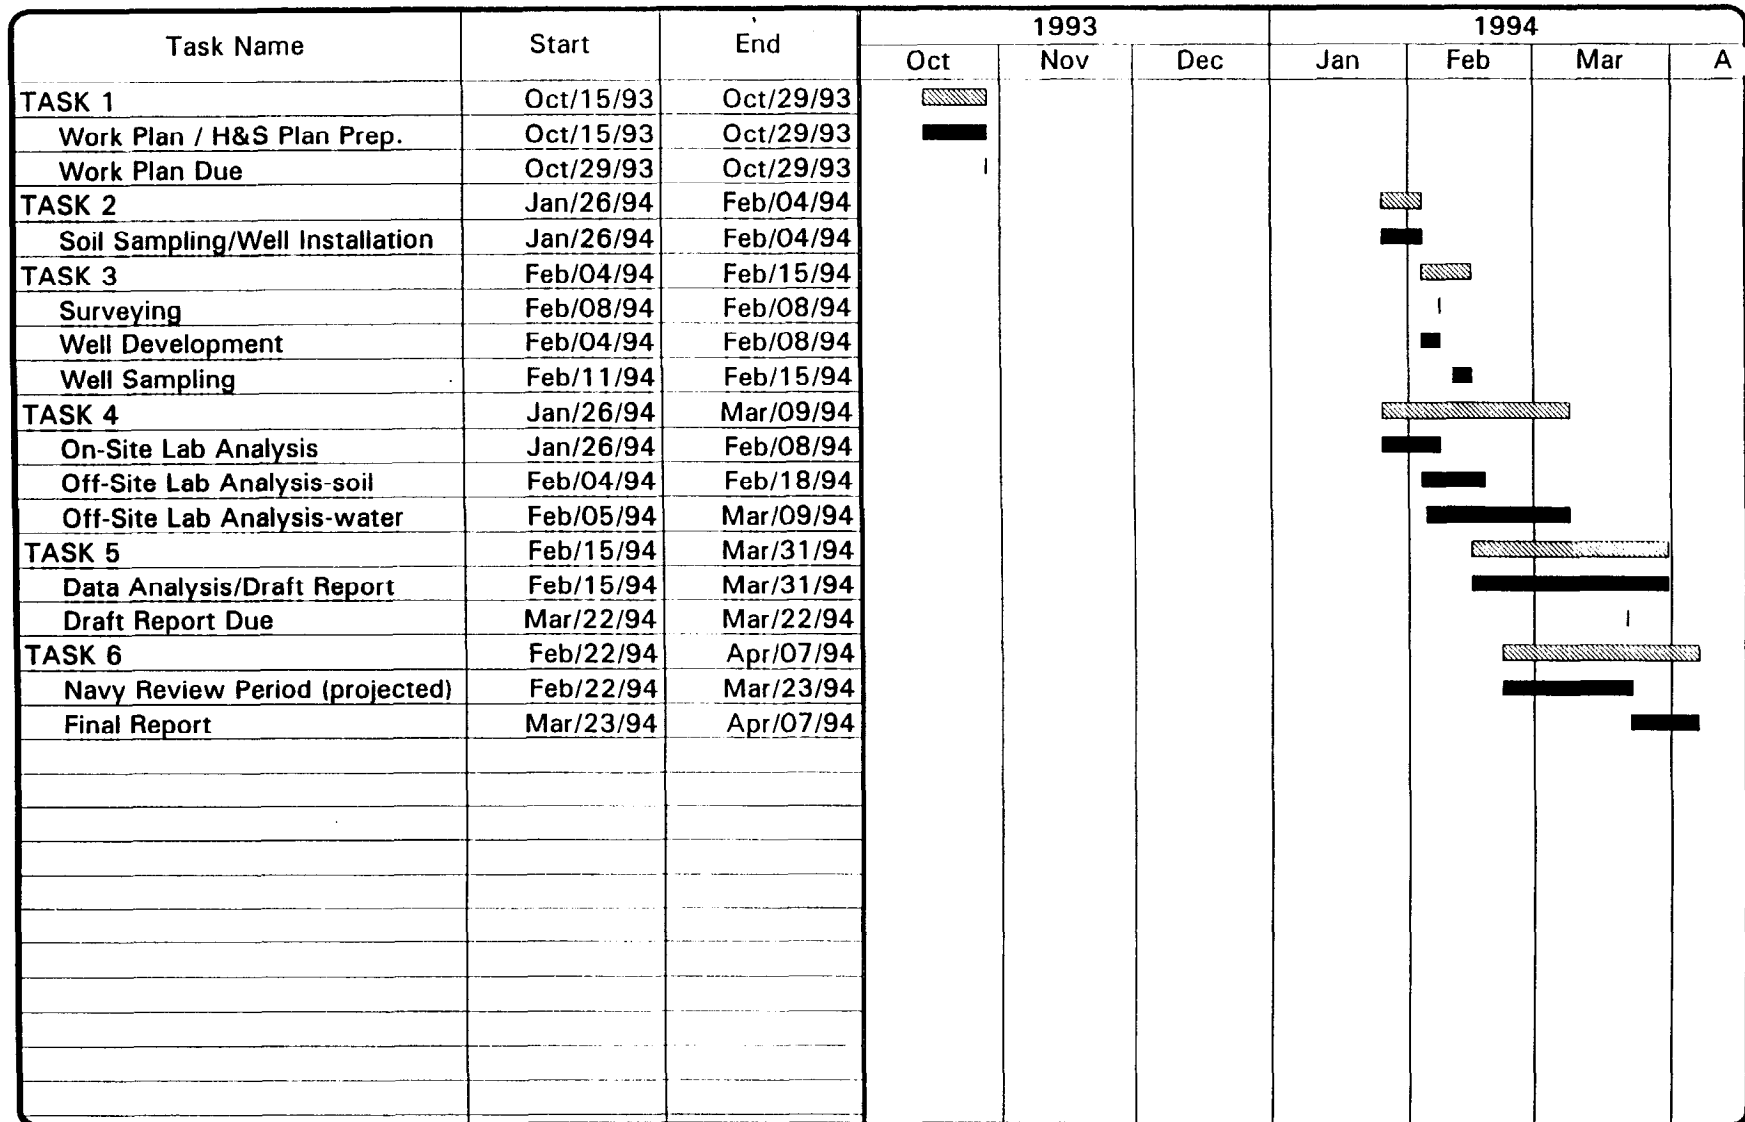 Task Name Start End 1993 1994
Oct Nov Dec Jan Feb Mar A
TASK 1 Oct/15/93 Oct/29/93
Work Plan / H&S Plan Prep. Oct/15/93 Oct/29/93
Work Plan Due Oct/29/93 Oct/29/93
TASK 2 Jan/26/94 Feb/04/94
Soil Sampling/Well Installation Jan/26/94 Feb/04/94
TASK 3 Feb/04/94 Feb/15/94
Surveying Feb/08/94 Feb/08/94
Well Development Feb/04/94 Feb/08/94
Well Sampling Feb/11/94 Feb/15/94
TASK 4 Jan/26/94 Mar/09/94
On-Site Lab Analysis Jan/26/94 Feb/08/94
Off-Site Lab Analysis-soil Feb/04/94 Feb/18/94
Off-Site Lab Analysis-water Feb/05/94 Mar/09/94
TASK 5 Feb/15/94 Mar/31/94
Data Analysis/Draft Report Feb/15/94 Mar/31/94
Draft Report Due Mar/22/94 Mar/22/94
TASK 6 Feb/22/94 Apr/07/94
Navy Review Period (projected) Feb/22/94 Mar/23/94
Final Report Mar/23/94 Apr/07/94